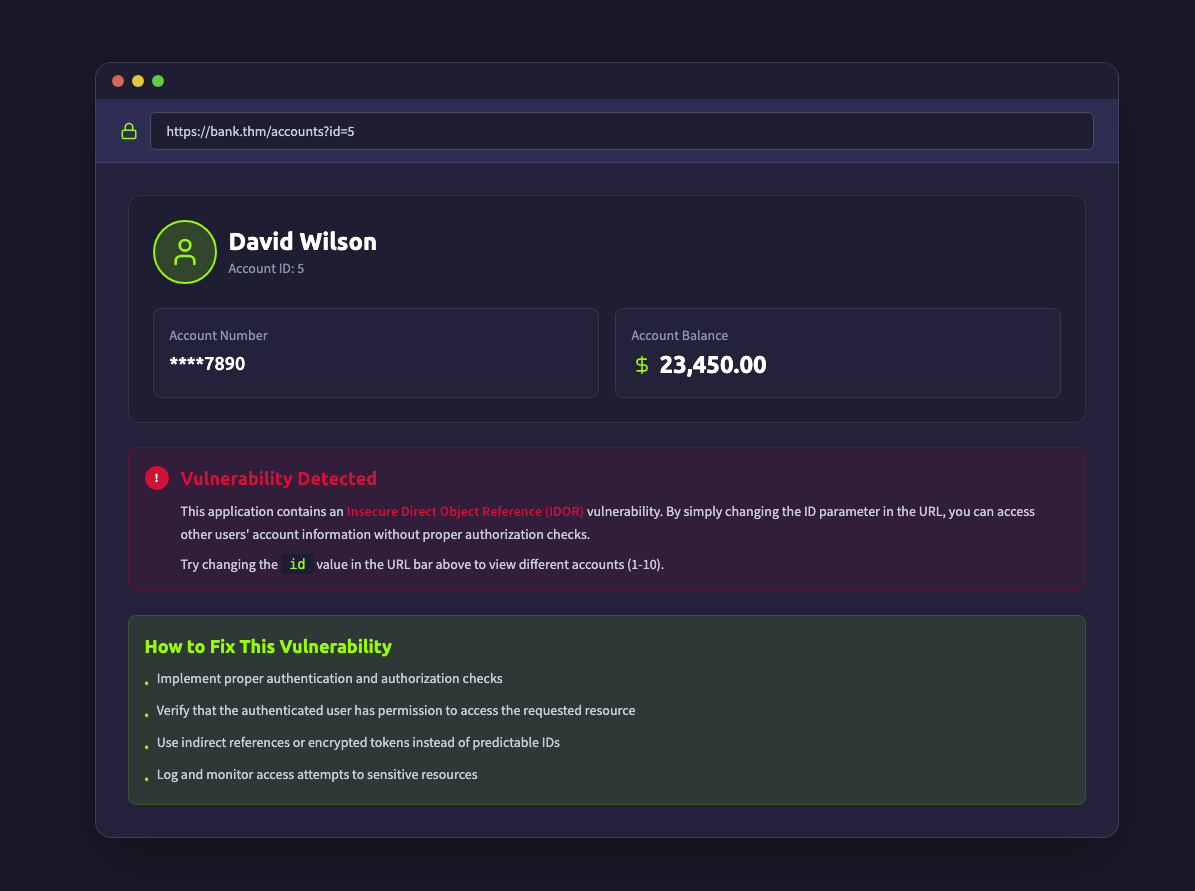 https://bank.thm/accounts?id=5
David Wilson
Account ID: 5
Account Number
****7890
Account Balance
$ 23,450.00
! Vulnerability Detected
This application contains an Insecure Direct Object Reference (IDOR) vulnerability. By simply changing the ID parameter in the URL, you can access
other users' account information without proper authorization checks.
Try changing the id value in the URL bar above to view different accounts (1-10).
How to Fix This Vulnerability
• Implement proper authentication and authorization checks
• Verify that the authenticated user has permission to access the requested resource
• Use indirect references or encrypted tokens instead of predictable IDs
• Log and monitor access attempts to sensitive resources